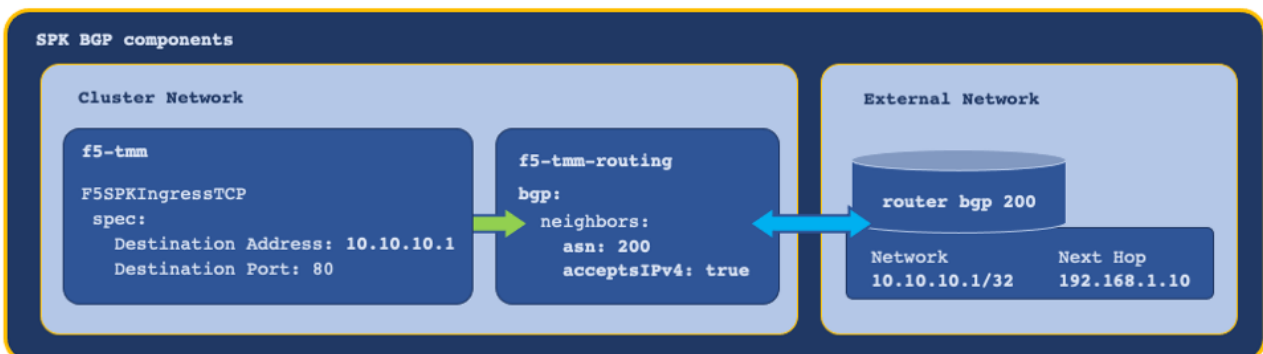 SPK BGP components
Cluster Network
f5-tmm
F5SPKIngressTCP
spec:
Destination Address: 10.10.10.1
Destination Port: 80
f5-tmm-routing
bgp:
neighbors:
asn: 200
acceptsIPv4: true
External Network
router bgp 200
Network Next Hop
10.10.10.1/32 192.168.1.10